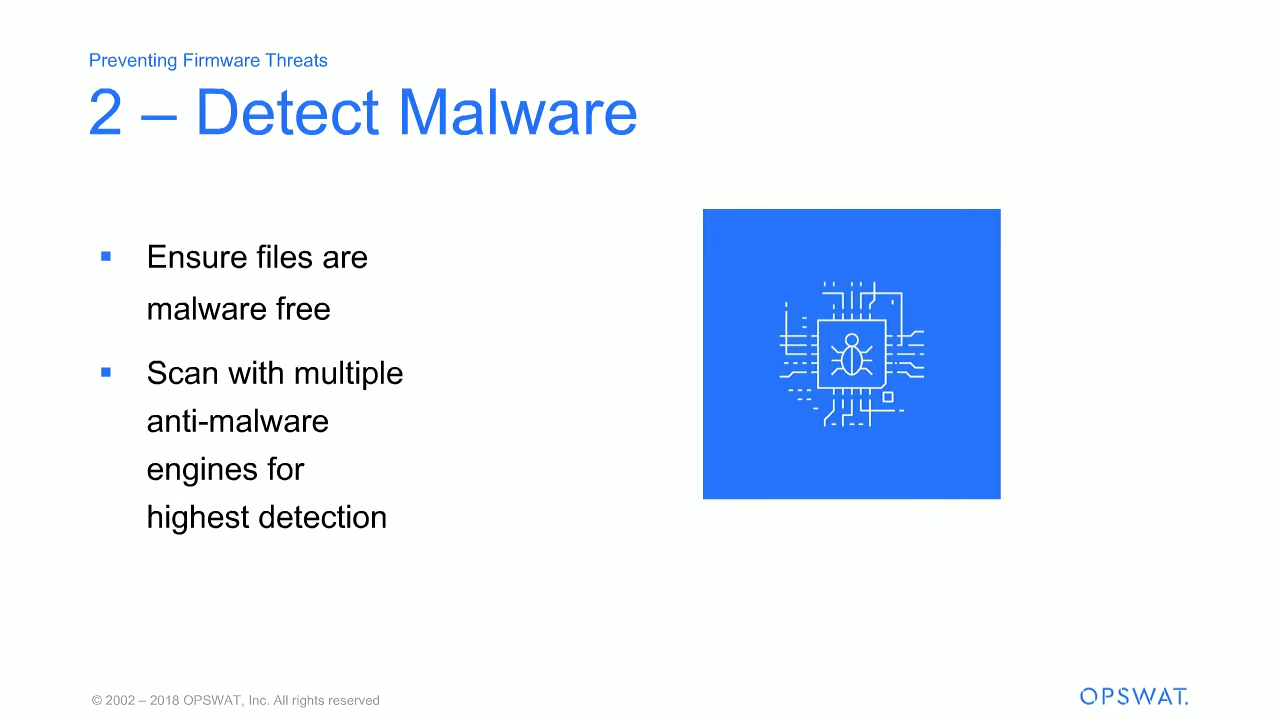 Preventing Firmware Threats
2 – Detect Malware
▪ Ensure files are
malware free
▪ Scan with multiple
anti-malware
engines for
highest detection
© 2002 – 2018 OPSWAT, Inc. All rights reserved
OPSWAT.